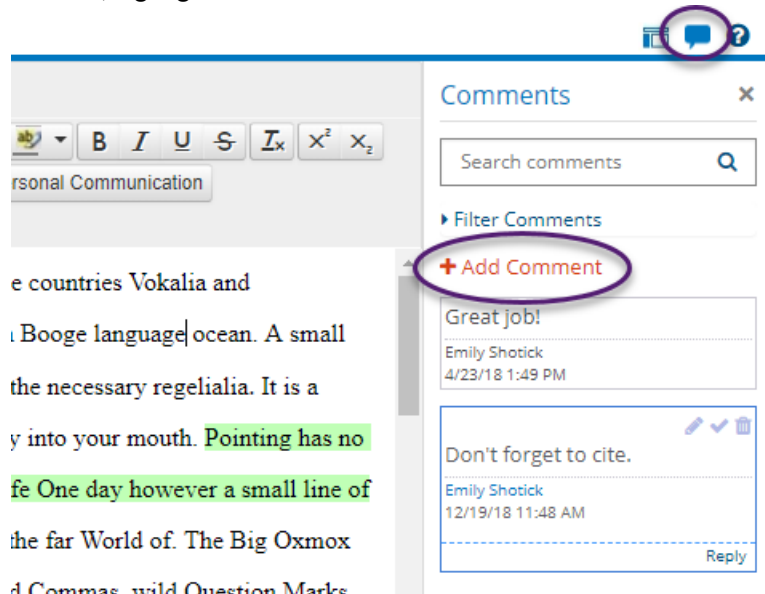 Comments ×
B I U S Ix x² x₂
Search comments
rsonal Communication
Filter Comments
+ Add Comment
e countries Vokalia and
Booge language ocean. A small
the necessary regelialia. It is a
y into your mouth. Pointing has no
fe One day however a small line of
the far World of. The Big Oxmox
d Commas, wild Question Marks
Great job!
Emily Shotick
4/23/18 1:49 PM
Don't forget to cite.
Emily Shotick
12/19/18 11:48 AM
Reply